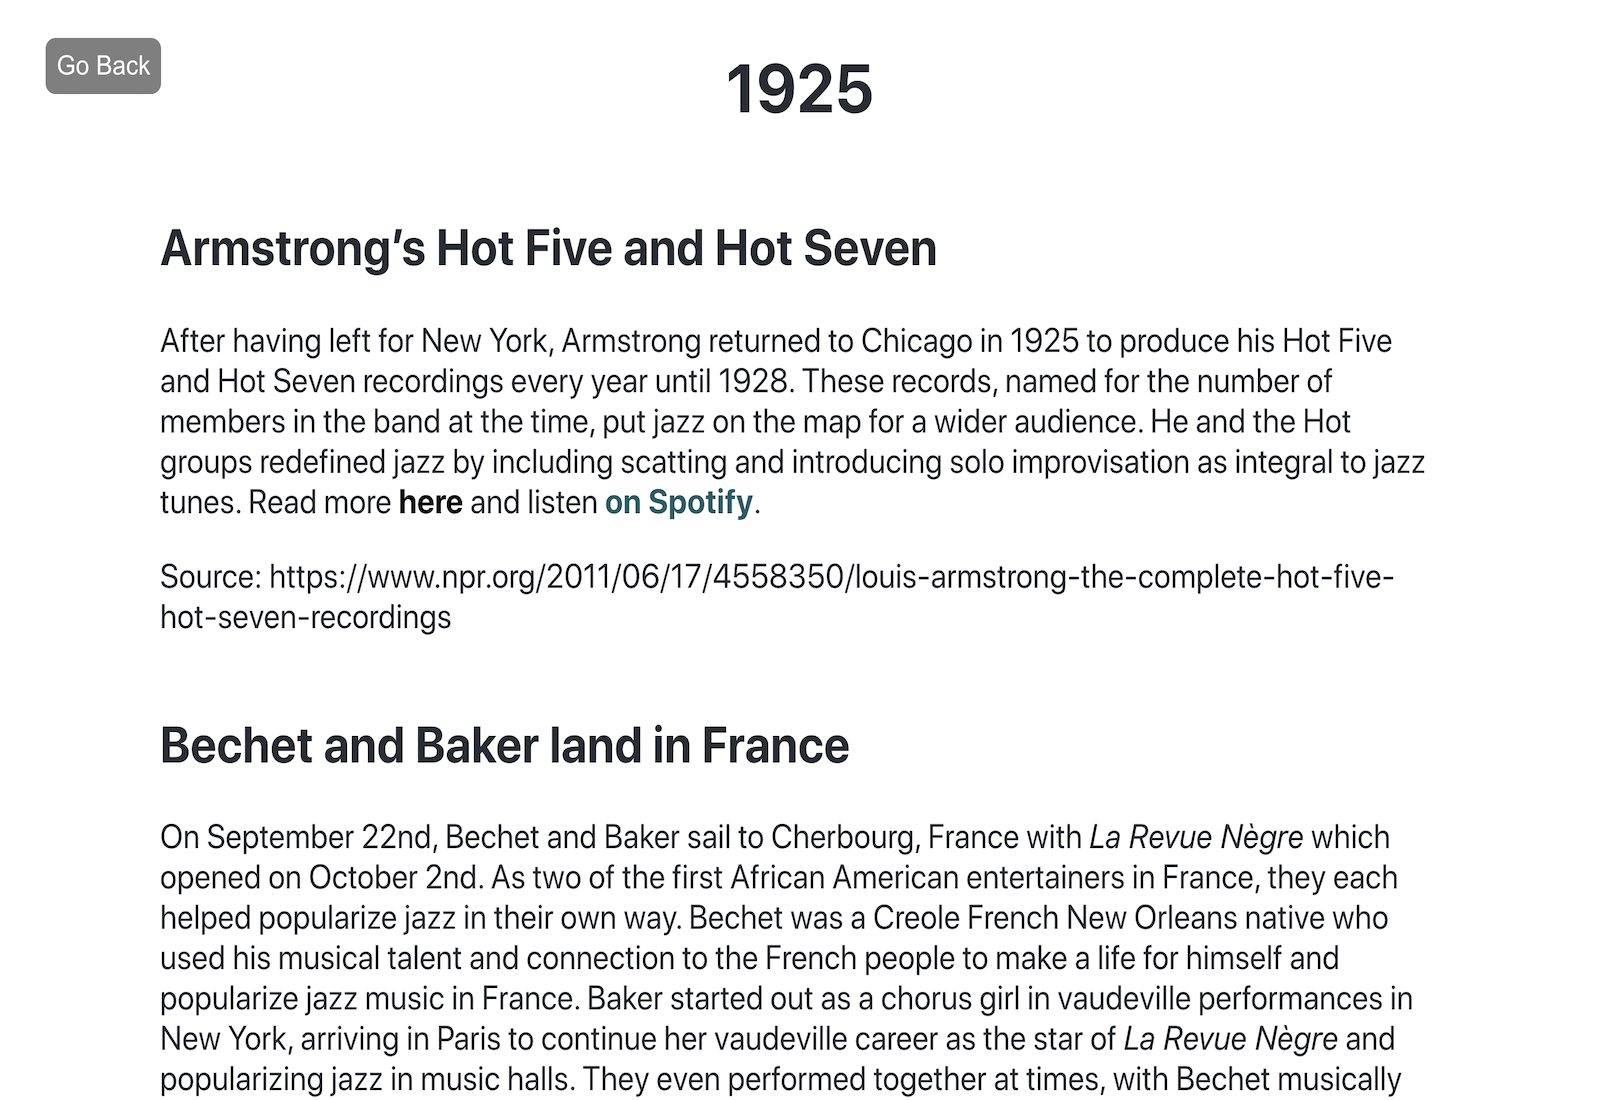 Go Back
1925
Armstrong’s Hot Five and Hot Seven
After having left for New York, Armstrong returned to Chicago in 1925 to produce his Hot Five
and Hot Seven recordings every year until 1928. These records, named for the number of
members in the band at the time, put jazz on the map for a wider audience. He and the Hot
groups redefined jazz by including scatting and introducing solo improvisation as integral to jazz
tunes. Read more here and listen on Spotify.
Source: https://www.npr.org/2011/06/17/4558350/louis-armstrong-the-complete-hot-five-
hot-seven-recordings
Bechet and Baker land in France
On September 22nd, Bechet and Baker sail to Cherbourg, France with La Revue Nègre which
opened on October 2nd. As two of the first African American entertainers in France, they each
helped popularize jazz in their own way. Bechet was a Creole French New Orleans native who
used his musical talent and connection to the French people to make a life for himself and
popularize jazz music in France. Baker started out as a chorus girl in vaudeville performances in
New York, arriving in Paris to continue her vaudeville career as the star of La Revue Nègre and
popularizing jazz in music halls. They even performed together at times, with Bechet musically